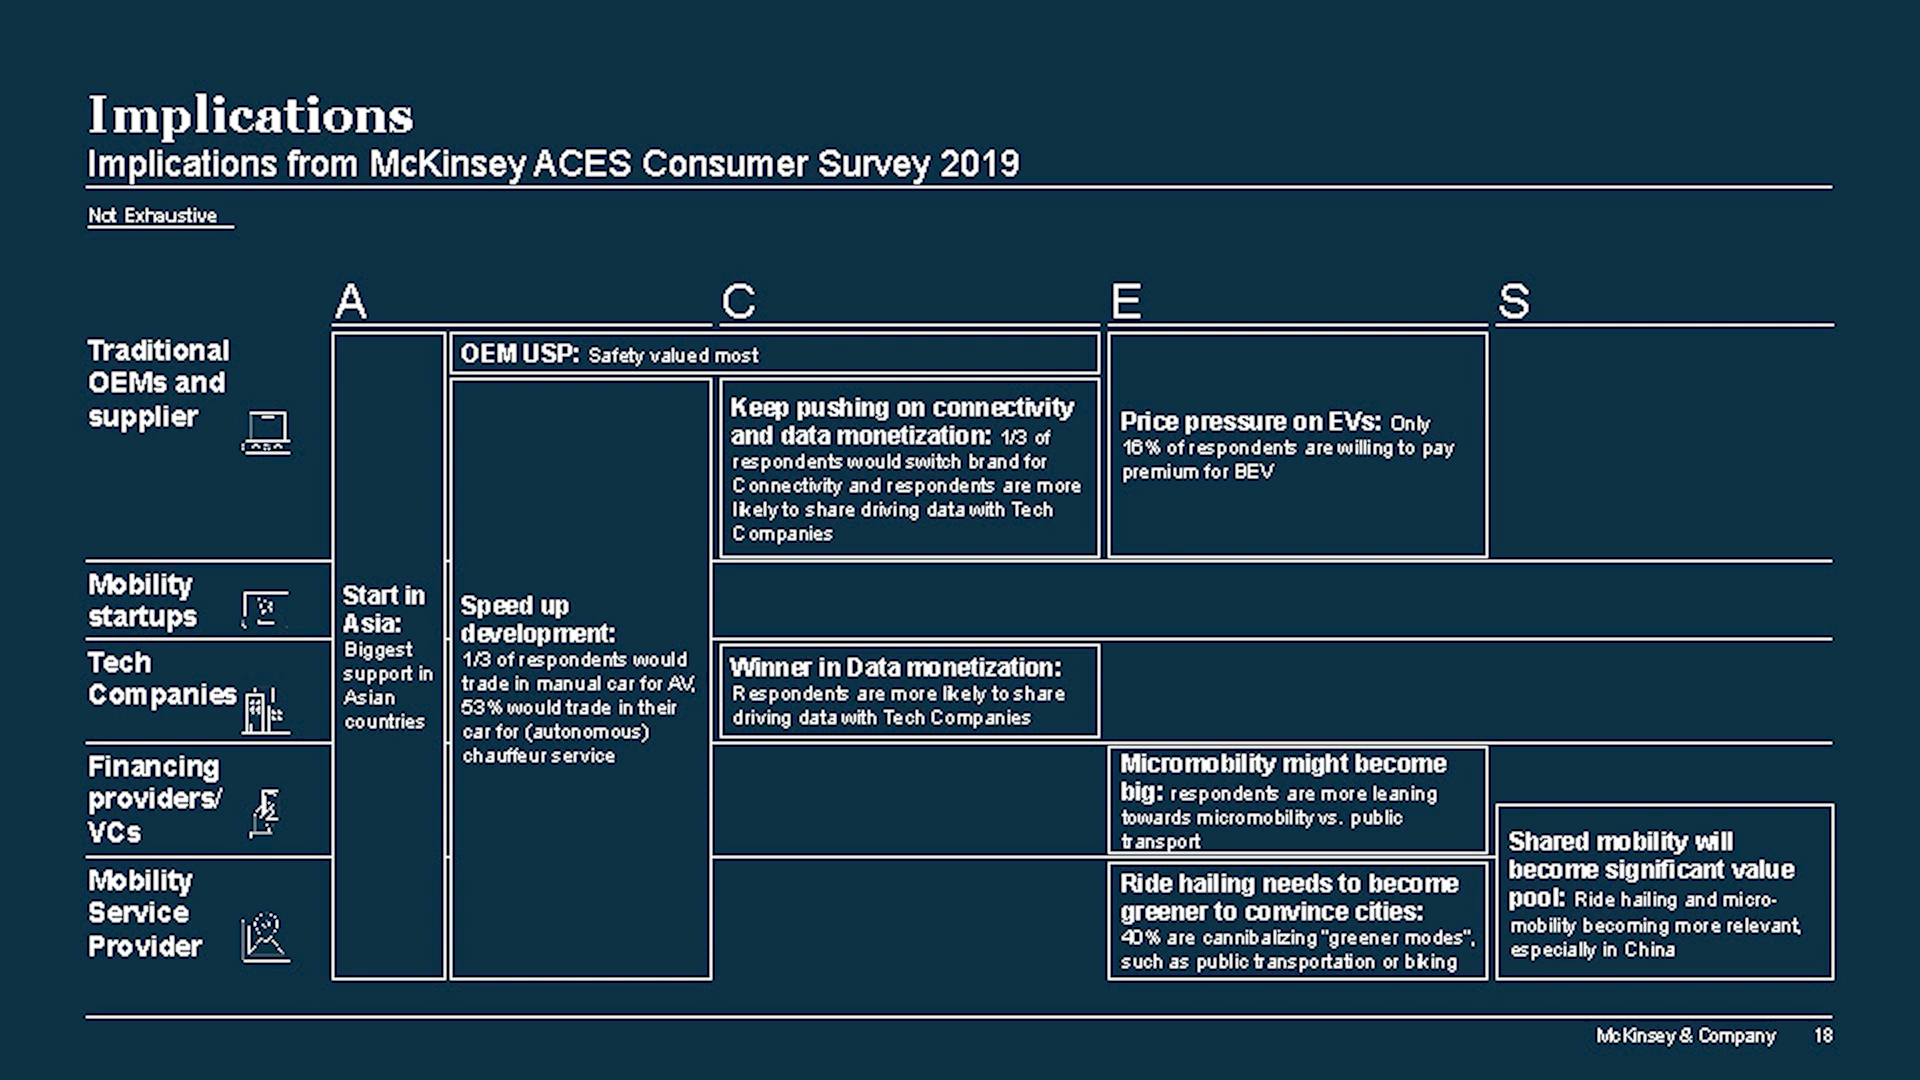 Implications
Implications from McKinsey ACES Consumer Survey 2019
Not Exhaustive
A
C
E
S
Traditional
OEMs and
supplier
OEM USP: Safety valued most
Keep pushing on connectivity
and data monetization: 1/3 of
respondents would switch brand for
Connectivity and respondents are more
likely to share driving data with Tech
Companies
Price pressure on EVs: Only
16% of respondents are willing to pay
premium for BEV
Mobility
startups
Start in
Asia:
Biggest
support in
Asian
countries
Speed up
development:
1/3 of respondents would
trade in manual car for AV,
53% would trade in their
car for (autonomous)
chauffeur service
Tech
Companies
Winner in Data monetization:
Respondents are more likely to share
driving data with Tech Companies
Financing
providers/
VCs
Micromobility might become
big: respondents are more leaning
towards micromobility vs. public
transport
Shared mobility will
become significant value
pool: Ride hailing and micro-
mobility becoming more relevant,
especially in China
Mobility
Service
Provider
Ride hailing needs to become
greener to convince cities:
40% are cannibalizing "greener modes",
such as public transportation or biking
McKinsey & Company 18